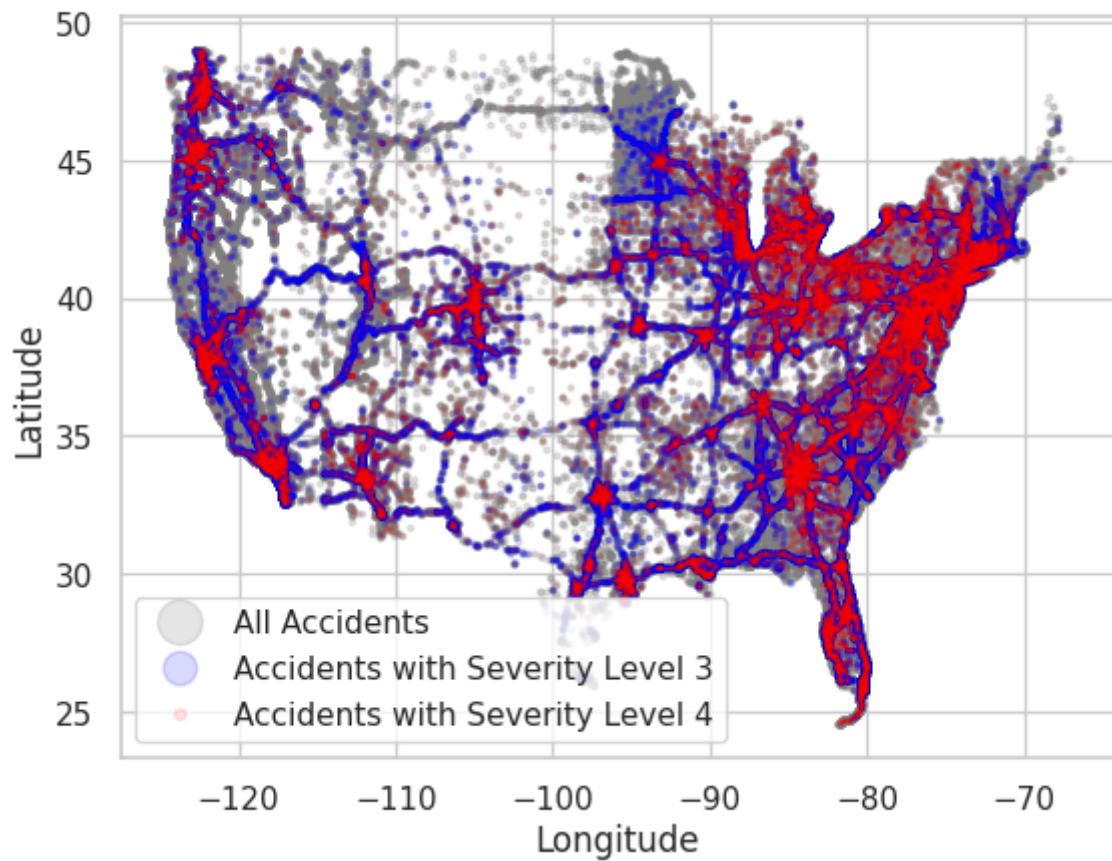 50
45
40
35
30
25
Latitude
All Accidents
Accidents with Severity Level 3
Accidents with Severity Level 4
−120
−110
−100
−90
−80
−70
Longitude